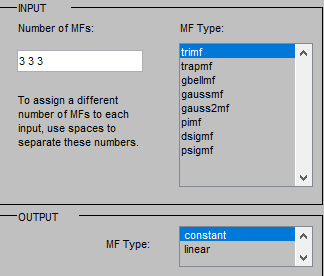 INPUT
Number of MFs:
MF Type:
3 3 3
trimf
trapmf
gbellmf
gaussmf
gauss2mf
pimf
dsigmf
psigmf
To assign a different
number of MFs to each
input, use spaces to
separate these numbers.
OUTPUT
MF Type:
constant
linear